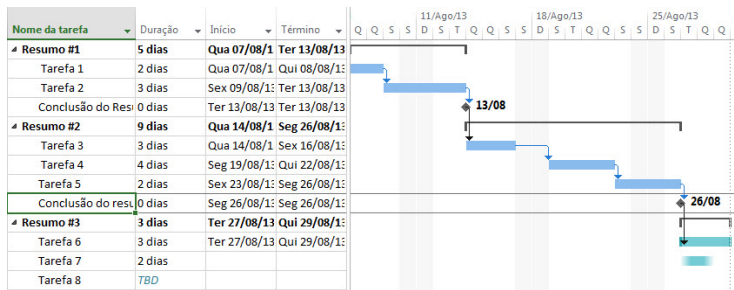 11/Ago/13 18/Ago/13 25/Ago/13
Nome da tarefa Duração Início Término Q Q S S D S T Q Q S S D S T Q Q S S D S T Q Q
Resumo #1 5 dias Qua 07/08/1 Ter 13/08/13
Tarefa 1 2 dias Qua 07/08/1 Qui 08/08/1
Tarefa 2 3 dias Sex 09/08/13 Ter 13/08/13
Conclusão do Resu 0 dias Ter 13/08/13 Ter 13/08/13 13/08
Resumo #2 9 dias Qua 14/08/1 Seg 26/08/13
Tarefa 3 3 dias Qua 14/08/1 Sex 16/08/13
Tarefa 4 4 dias Seg 19/08/13 Qui 22/08/1
Tarefa 5 2 dias Sex 23/08/13 Seg 26/08/13
Conclusão do resu 0 dias Seg 26/08/13 Seg 26/08/13 26/08
Resumo #3 3 dias Ter 27/08/13 Qui 29/08/13
Tarefa 6 3 dias Ter 27/08/13 Qui 29/08/13
Tarefa 7 2 dias
Tarefa 8 TBD